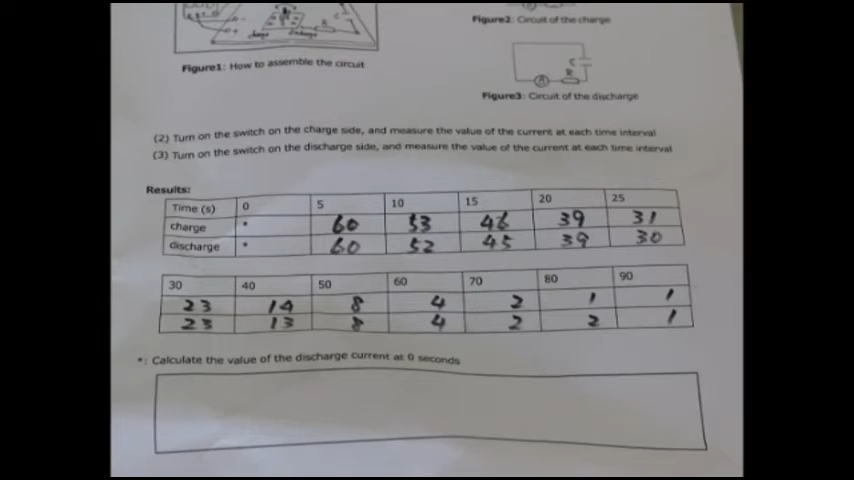 charge discharge R C
Figure2: Circuit of the charge
C
R
A
Figure1: How to assemble the circuit
Figure3: Circuit of the discharge
(2) Turn on the switch on the charge side, and measure the value of the current at each time interval
(3) Turn on the switch on the discharge side, and measure the value of the current at each time interval
Results:
Time (s) 0 5 10 15 20 25
charge * 60 53 46 39 31
discharge * 60 52 45 39 30
30 40 50 60 70 80 90
23 14 8 4 2 1 1
23 13 8 4 2 2 1
*: Calculate the value of the discharge current at 0 seconds